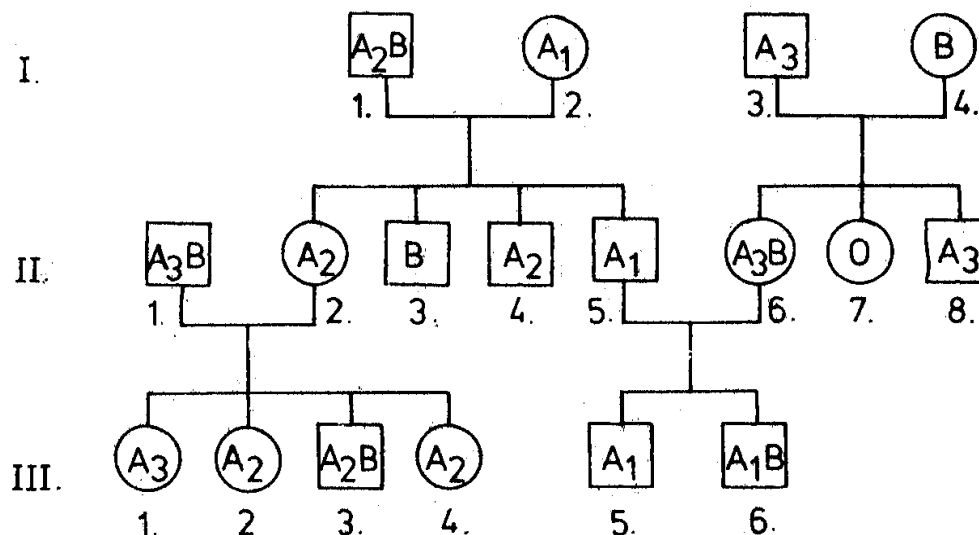 I. A₂B A₁ A₃ B
1. 2. 3. 4.
II. A₃B A₂ B A₂ A₁ A₃B O A₃
1. 2. 3. 4. 5. 6. 7. 8.
III. A₃ A₂ A₂B A₂ A₁ A₁B
1. 2 3. 4. 5. 6.